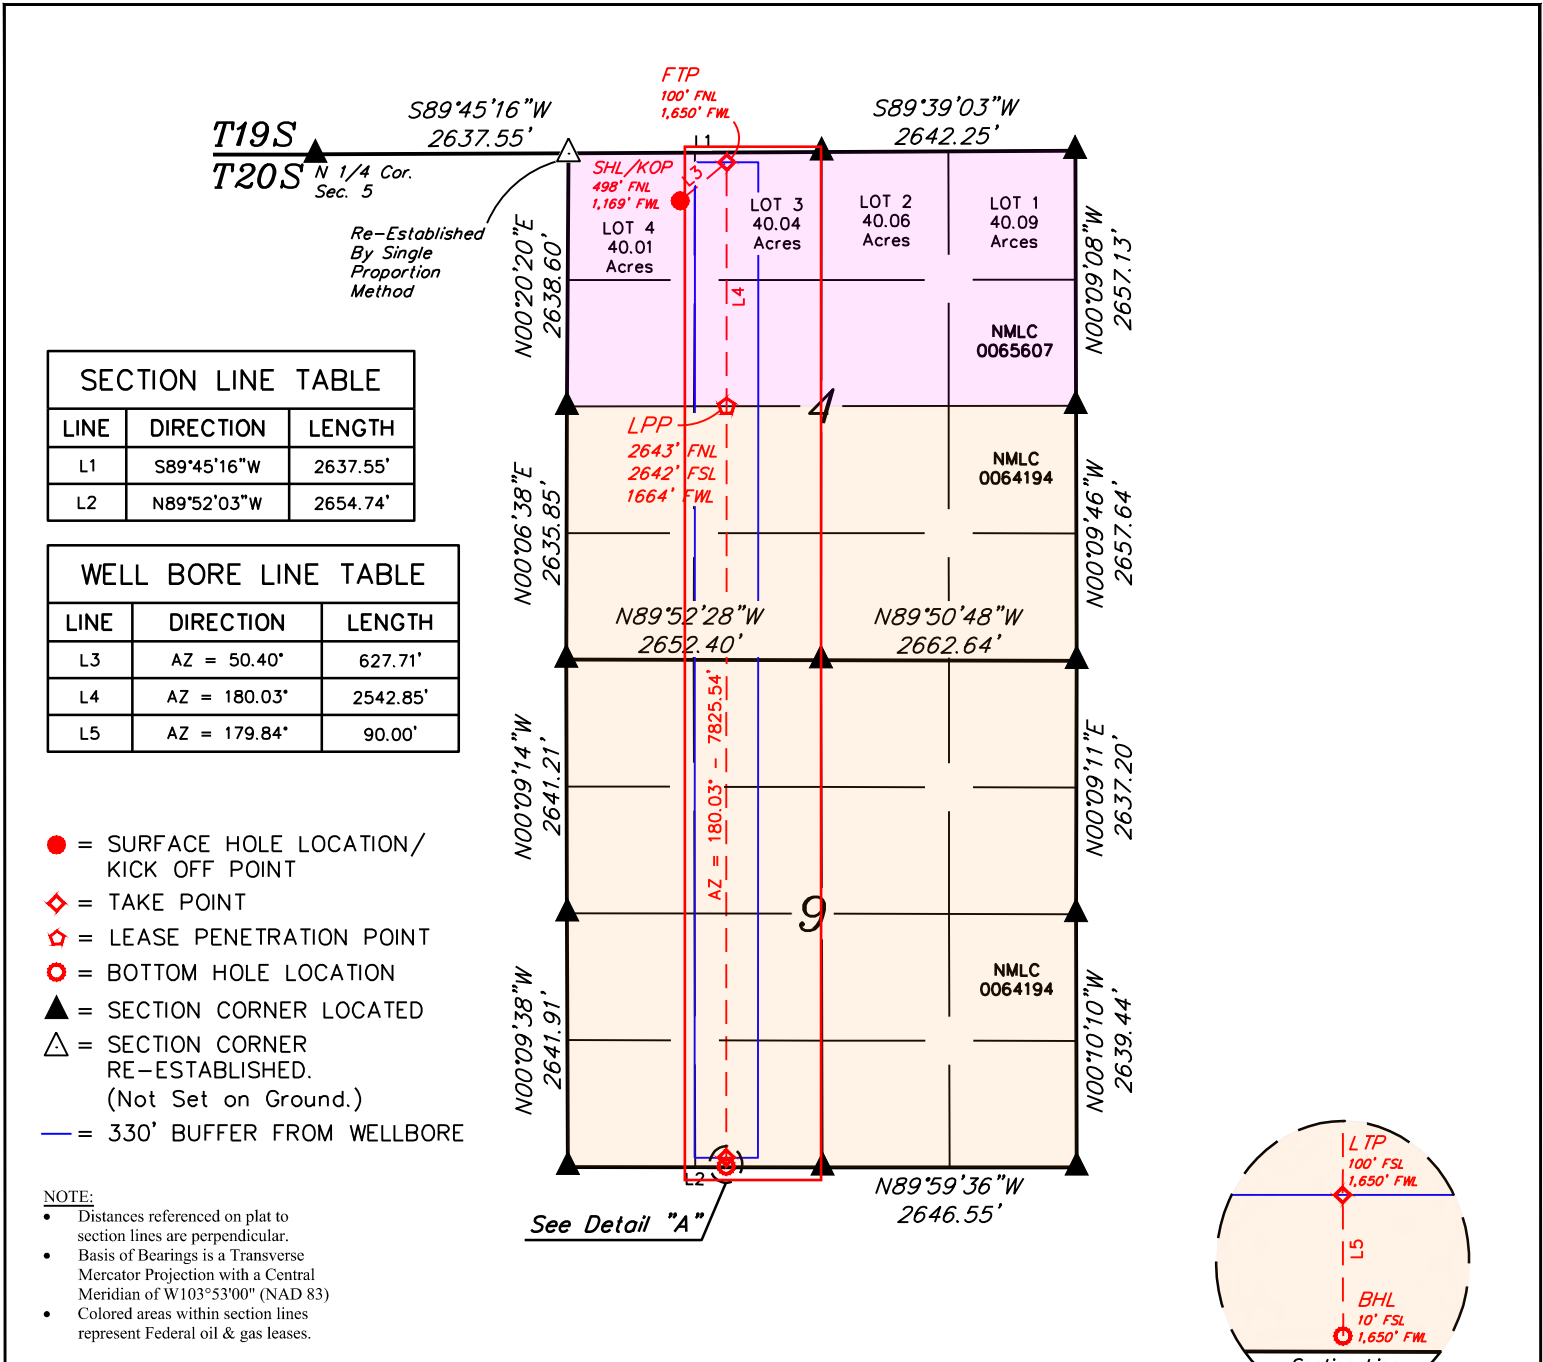 FTP
100' FNL
1,650' FWL
S89°45'16"W
2637.55'
S89°39'03"W
2642.25'
T19S
T20S
N 1/4 Cor.
Sec. 5
L1
SHL/KOP
498' FNL
1,169' FWL
L3
LOT 4
40.01
Acres
LOT 3
40.04
Acres
LOT 2
40.06
Acres
LOT 1
40.09
Arces
Re-Established
By Single
Proportion
Method
N00°20'20"E
2638.60'
N00°09'08"W
2657.13'
L4
NMLC
0065607
SECTION LINE TABLE
LINE DIRECTION LENGTH
L1 S89°45'16"W 2637.55'
L2 N89°52'03"W 2654.74'
4
LPP
2643' FNL
2642' FSL
1664' FWL
NMLC
0064194
N00°06'38"E
2635.85'
N00°09'46"W
2657.64'
WELL BORE LINE TABLE
LINE DIRECTION LENGTH
L3 AZ = 50.40° 627.71'
L4 AZ = 180.03° 2542.85'
L5 AZ = 179.84° 90.00'
N89°52'28"W
2652.40'
N89°50'48"W
2662.64'
N00°09'14"W
2641.21'
AZ = 180.03° - 7825.54'
N00°09'11"E
2637.20'
9
= SURFACE HOLE LOCATION/
KICK OFF POINT
= TAKE POINT
= LEASE PENETRATION POINT
= BOTTOM HOLE LOCATION
= SECTION CORNER LOCATED
= SECTION CORNER
RE-ESTABLISHED.
(Not Set on Ground.)
= 330' BUFFER FROM WELLBORE
NMLC
0064194
N00°09'38"W
2641.91'
N00°10'10"W
2639.44'
L2
N89°59'36"W
2646.55'
See Detail "A"
NOTE:
• Distances referenced on plat to
section lines are perpendicular.
• Basis of Bearings is a Transverse
Mercator Projection with a Central
Meridian of W103°53'00" (NAD 83)
• Colored areas within section lines
represent Federal oil & gas leases.
LTP
100' FSL
1,650' FWL
L5
BHL
10' FSL
1,650' FWL